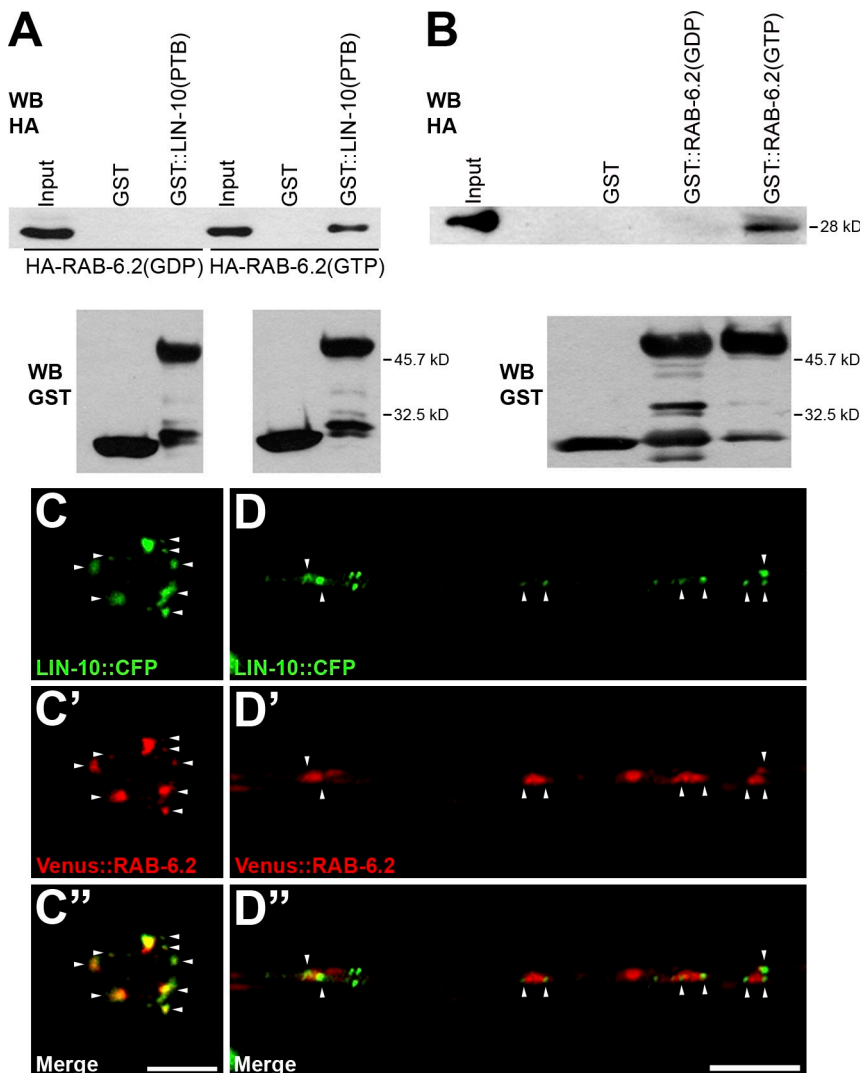 A
B
WB
HA
Input
GST
GST::LIN-10(PTB)
Input
GST
GST::LIN-10(PTB)
HA-RAB-6.2(GDP)
HA-RAB-6.2(GTP)
WB
HA
Input
GST
GST::RAB-6.2(GDP)
GST::RAB-6.2(GTP)
28 kD
WB
GST
45.7 kD
32.5 kD
WB
GST
45.7 kD
32.5 kD
C
LIN-10::CFP
D
LIN-10::CFP
C’
Venus::RAB-6.2
D’
Venus::RAB-6.2
C”
Merge
D”
Merge